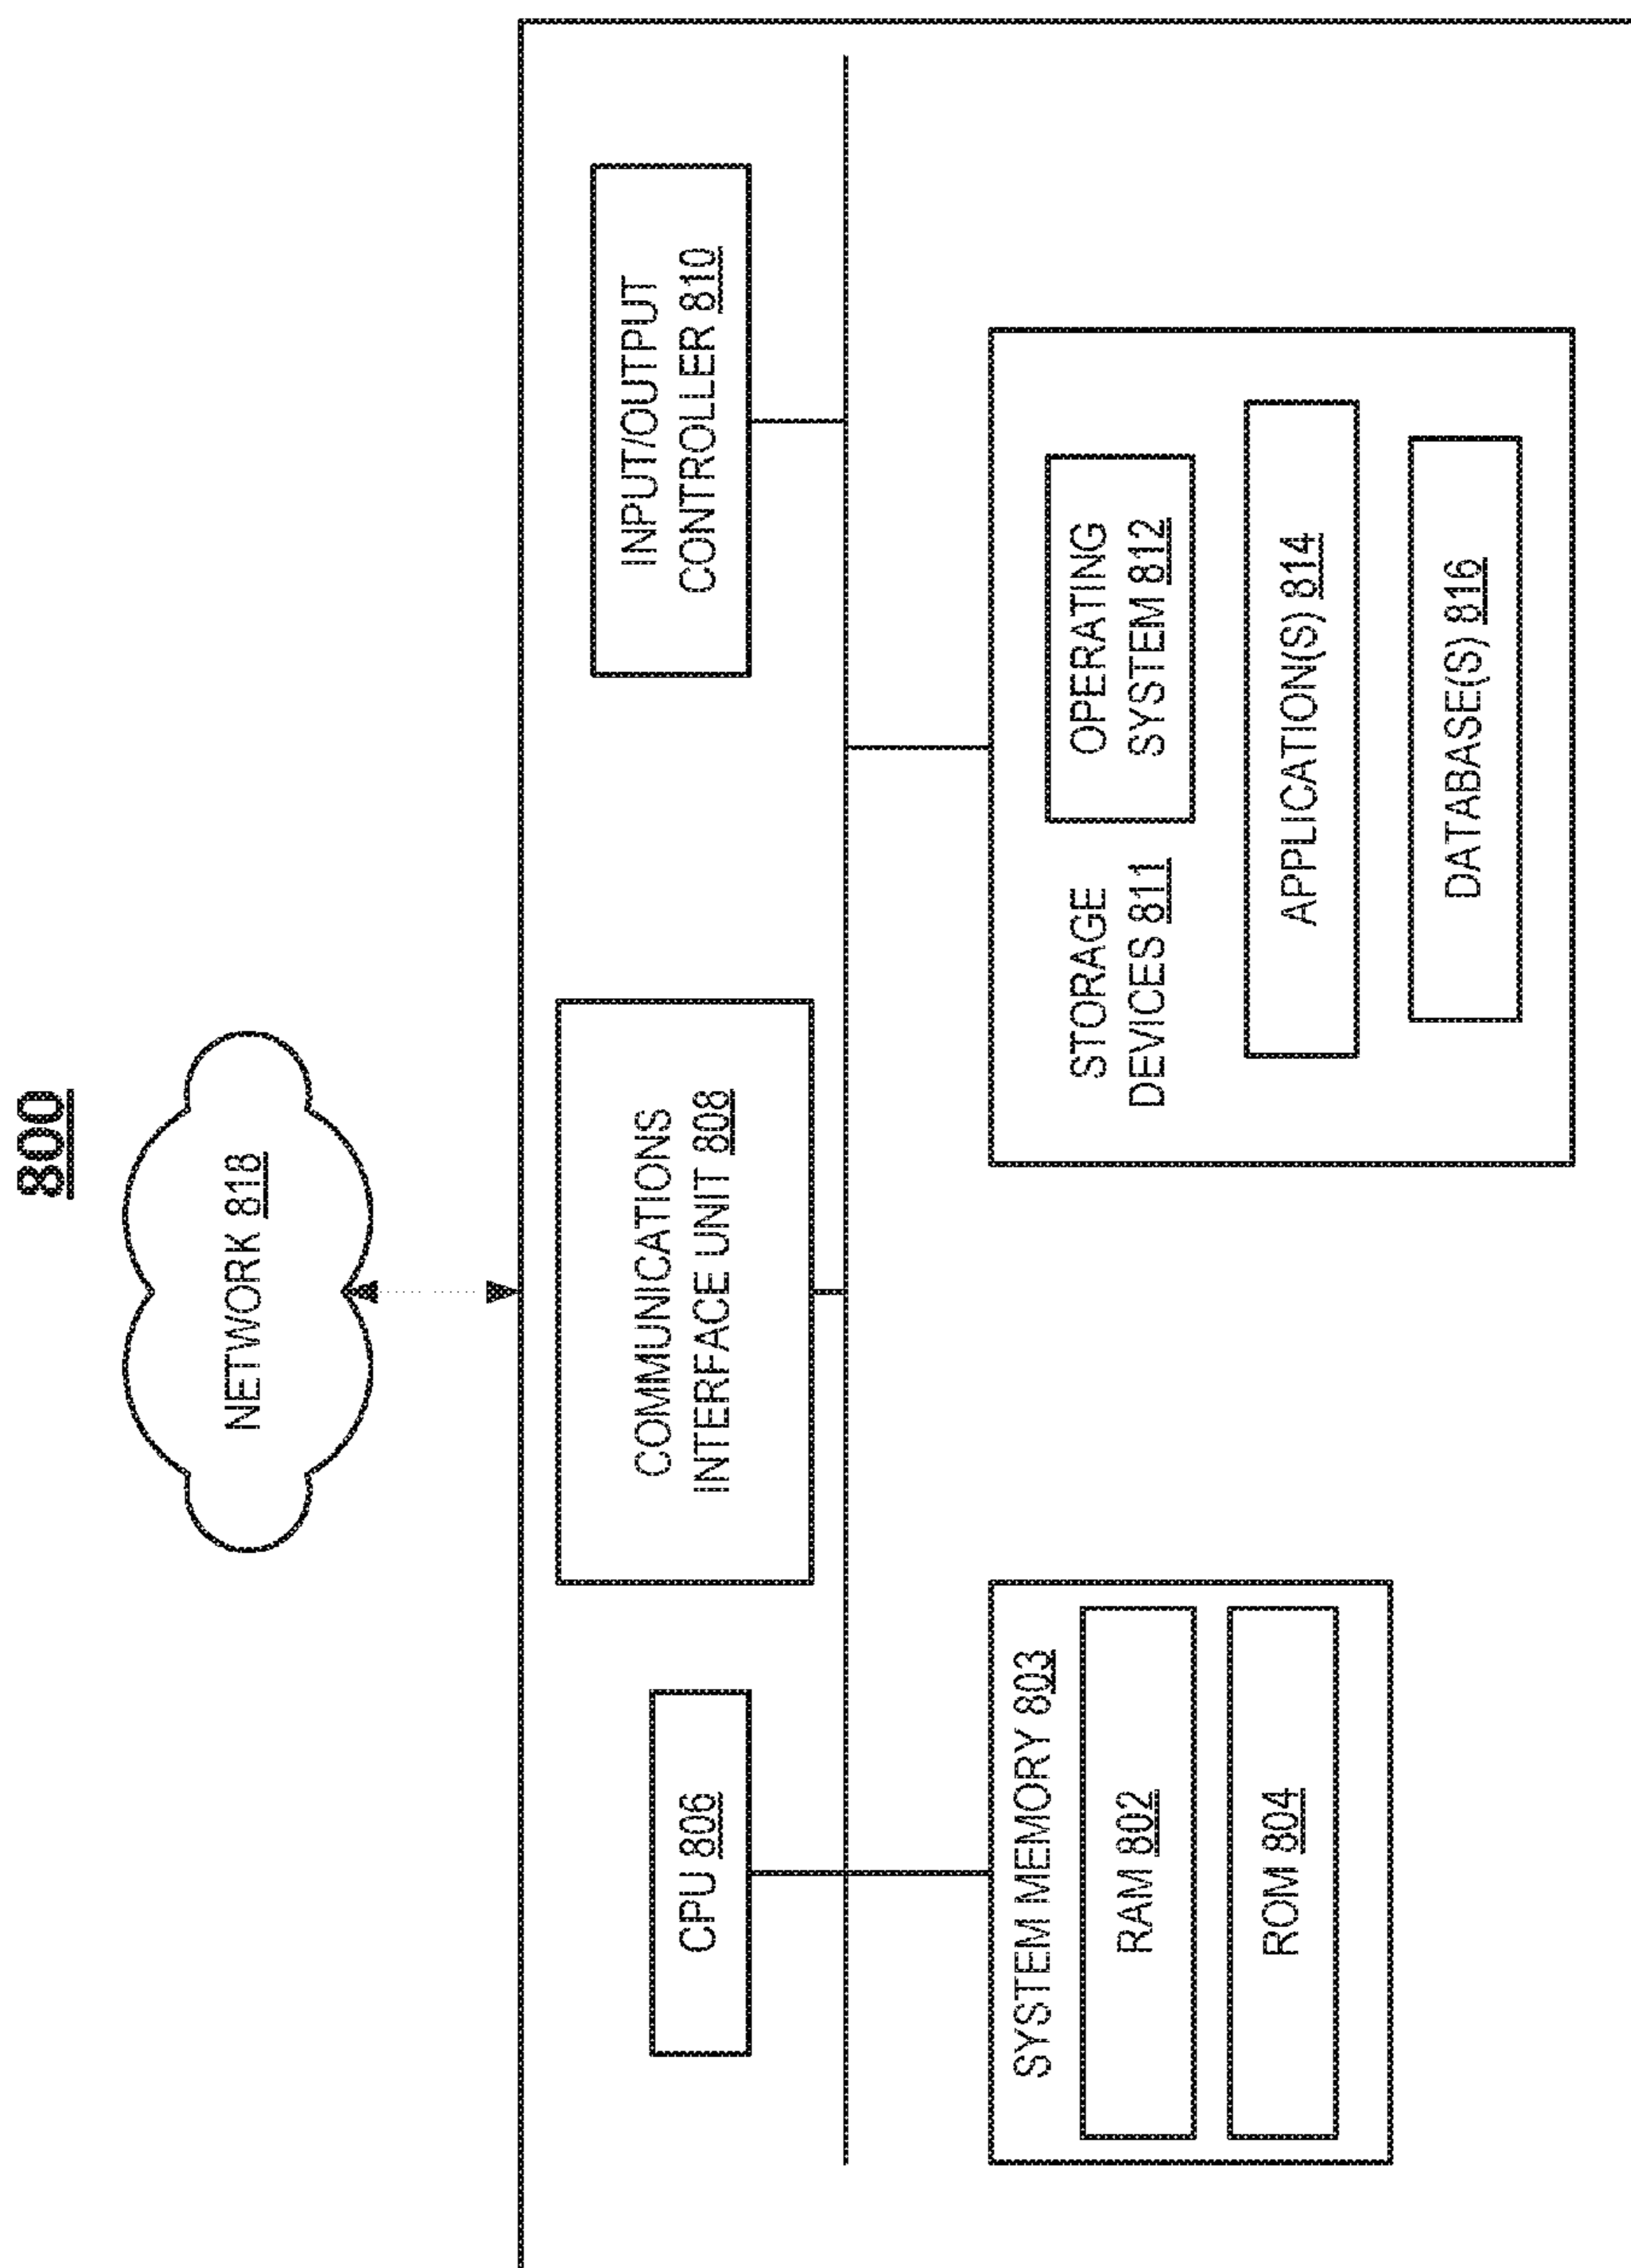 800
NETWORK 818
CPU 806
COMMUNICATIONS
INTERFACE UNIT 808
INPUT/OUTPUT
CONTROLLER 810
SYSTEM MEMORY 803
RAM 802
ROM 804
STORAGE
DEVICES 811
OPERATING
SYSTEM 812
APPLICATION(S) 814
DATABASE(S) 816